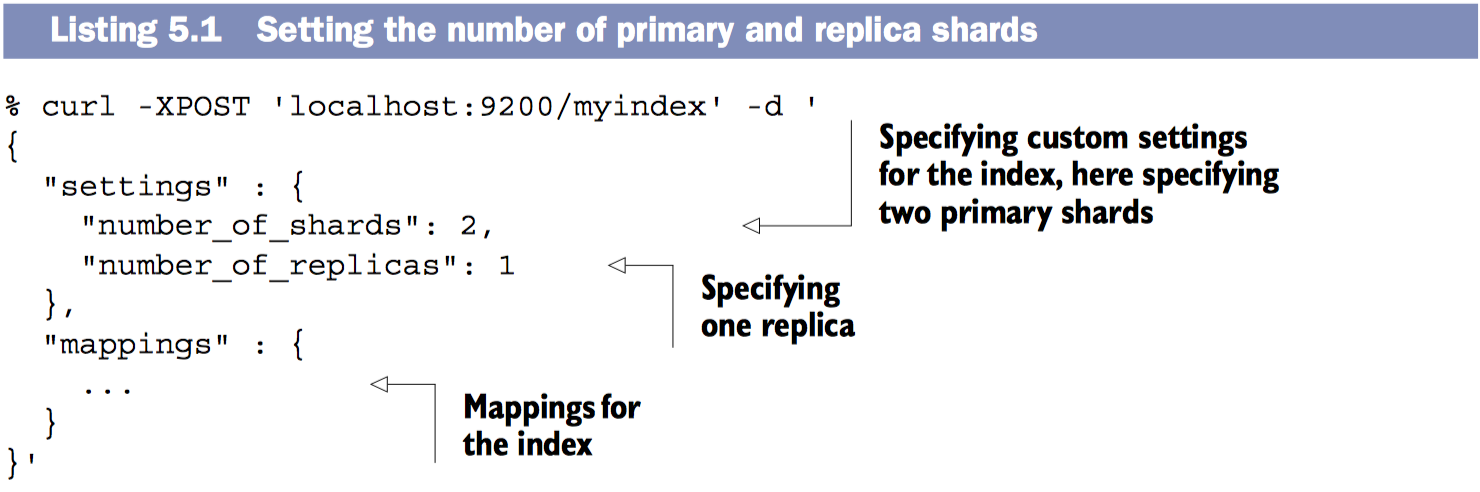 Listing 5.1 Setting the number of primary and replica shards
% curl -XPOST 'localhost:9200/myindex' -d '
{
"settings" : {
"number_of_shards": 2,
"number_of_replicas": 1
},
"mappings" : {
...
}
}'
Specifying custom settings
for the index, here specifying
two primary shards
Specifying
one replica
Mappings for
the index